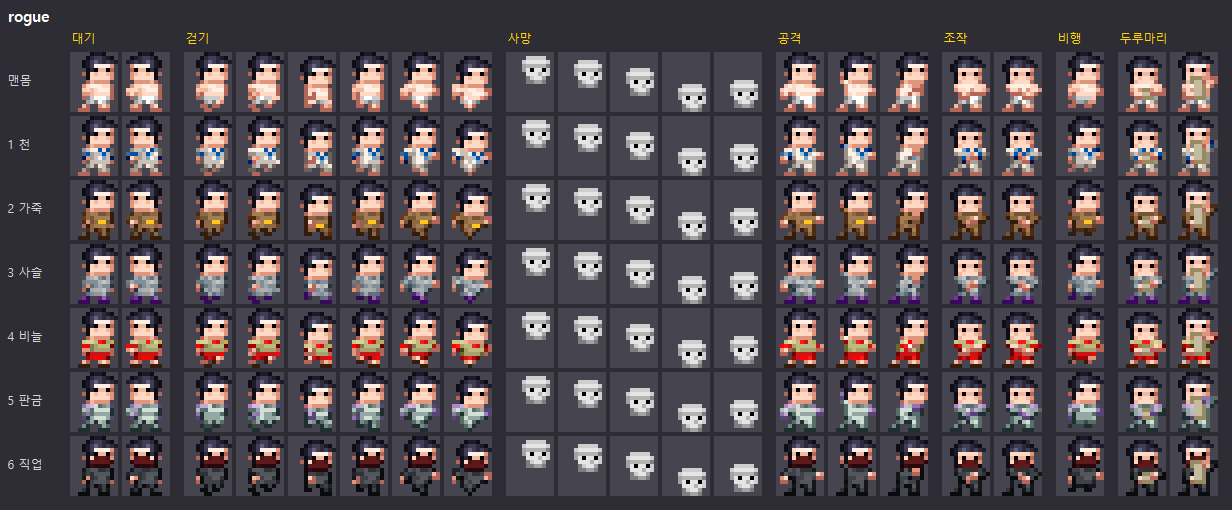 rogue
대기 걷기 사망 공격 조작 비행 두루마리
맨몸
1 천
2 가죽
3 사슬
4 비늘
5 판금
6 직업